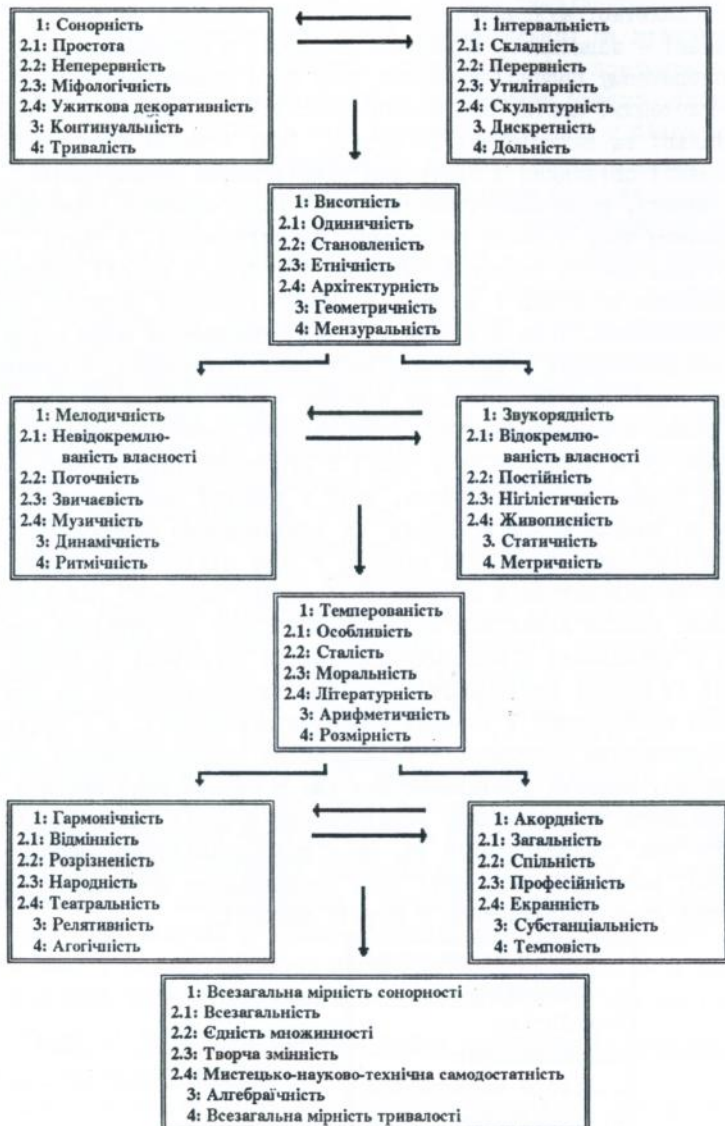 1: Сонорність
2.1: Простота
2.2: Неперервність
2.3: Міфологічність
2.4: Ужиткова декоративність
3: Континуальність
4: Тривалість
1: Інтервальність
2.1: Складність
2.2: Перервність
2.3: Утилітарність
2.4: Скульптурність
3. Дискретність
4: Дольність
1: Висотність
2.1: Одиничність
2.2: Становленість
2.3: Етнічність
2.4: Архітектурність
3: Геометричність
4: Мензуральність
1: Мелодичність
2.1: Невідокремлю-
ваність власності
2.2: Поточність
2.3: Звичаєвість
2.4: Музичність
3: Динамічність
4: Ритмічність
1: Звукорядність
2.1: Відокремлю-
ваність власності
2.2: Постійність
2.3: Нігілістичність
2.4: Живописність
3. Статичність
4. Метричність
1: Темперованість
2.1: Особливість
2.2: Сталість
2.3: Моральність
2.4: Літературність
3: Арифметичність
4: Розмірність
1: Гармонічність
2.1: Відмінність
2.2: Розрізненість
2.3: Народність
2.4: Театральність
3: Релятивність
4: Агогічність
1: Акордність
2.1: Загальність
2.2: Спільність
2.3: Професійність
2.4: Екранність
3: Субстанціальність
4: Темповість
1: Всезагальна мірність сонорності
2.1: Всезагальність
2.2: Єдність множинності
2.3: Творча змінність
2.4: Мистецько-науково-технічна самодостатність
3: Алгебраїчність
4: Всезагальна мірність тривалості